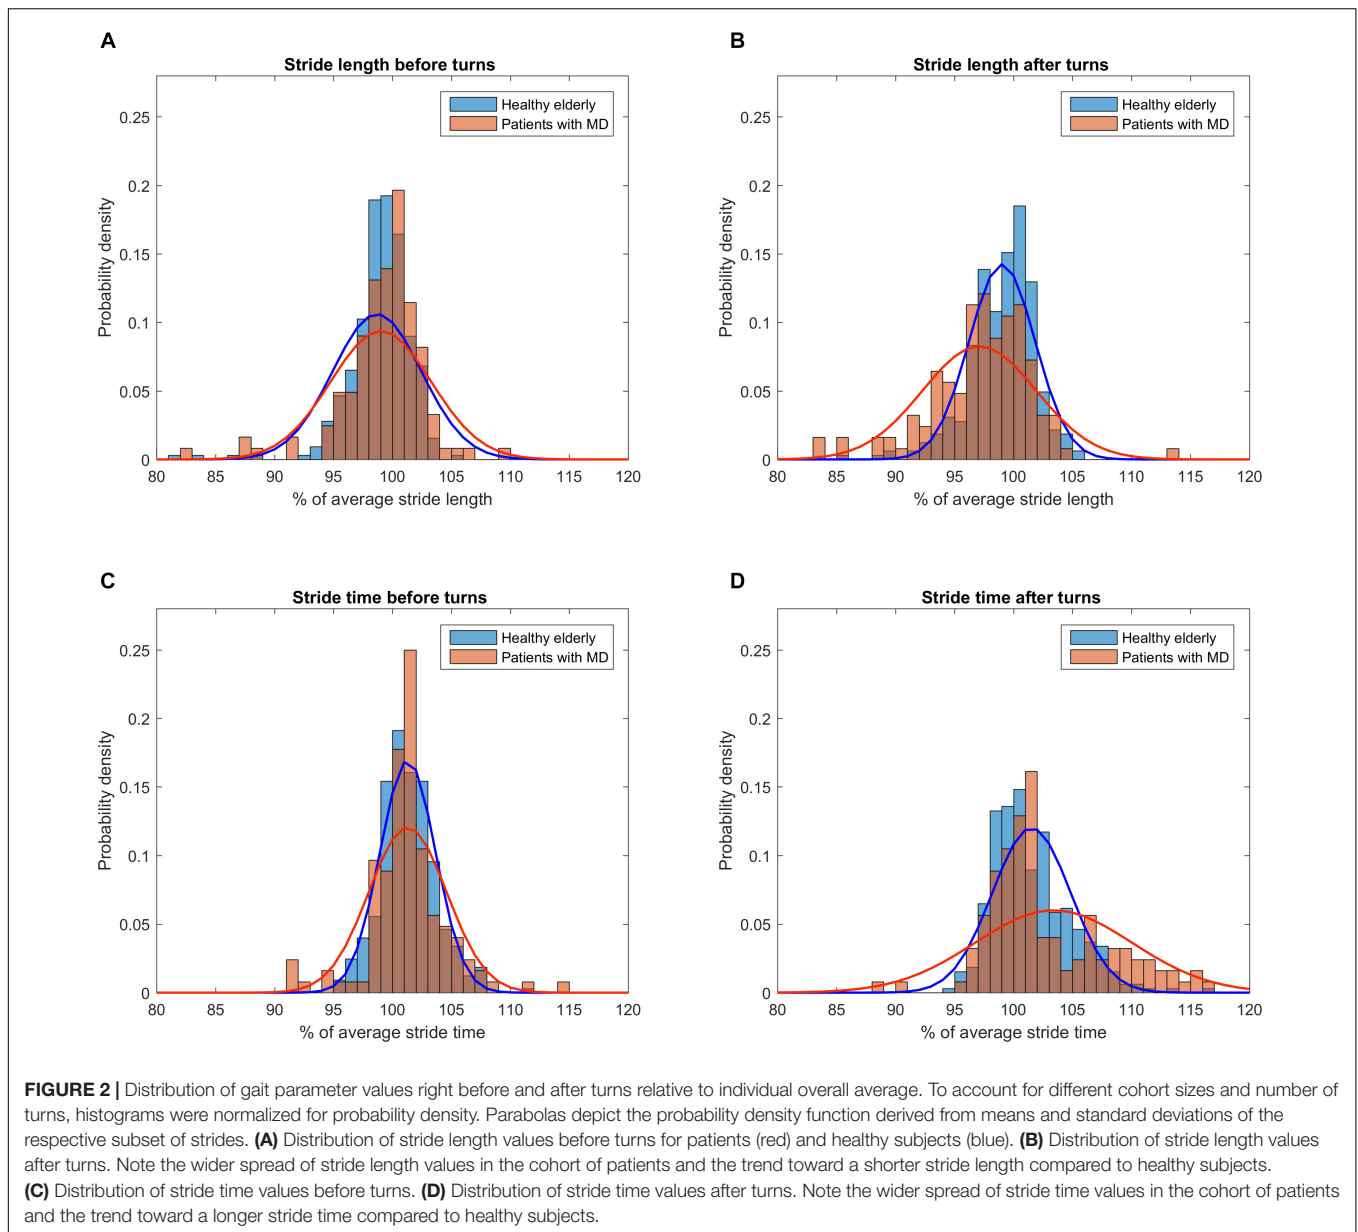 A
Stride length before turns
Healthy elderly
Patients with MD
0.25
0.2
0.15
0.1
0.05
0
Probability density
80 85 90 95 100 105 110 115 120
% of average stride length
B
Stride length after turns
Healthy elderly
Patients with MD
0.25
0.2
0.15
0.1
0.05
0
Probability density
80 85 90 95 100 105 110 115 120
% of average stride length
C
Stride time before turns
Healthy elderly
Patients with MD
0.25
0.2
0.15
0.1
0.05
0
Probability density
80 85 90 95 100 105 110 115 120
% of average stride time
D
Stride time after turns
Healthy elderly
Patients with MD
0.25
0.2
0.15
0.1
0.05
0
Probability density
80 85 90 95 100 105 110 115 120
% of average stride time
FIGURE 2 | Distribution of gait parameter values right before and after turns relative to individual overall average. To account for different cohort sizes and number of
turns, histograms were normalized for probability density. Parabolas depict the probability density function derived from means and standard deviations of the
respective subset of strides. (A) Distribution of stride length values before turns for patients (red) and healthy subjects (blue). (B) Distribution of stride length values
after turns. Note the wider spread of stride length values in the cohort of patients and the trend toward a shorter stride length compared to healthy subjects.
(C) Distribution of stride time values before turns. (D) Distribution of stride time values after turns. Note the wider spread of stride time values in the cohort of patients
and the trend toward a longer stride time compared to healthy subjects.